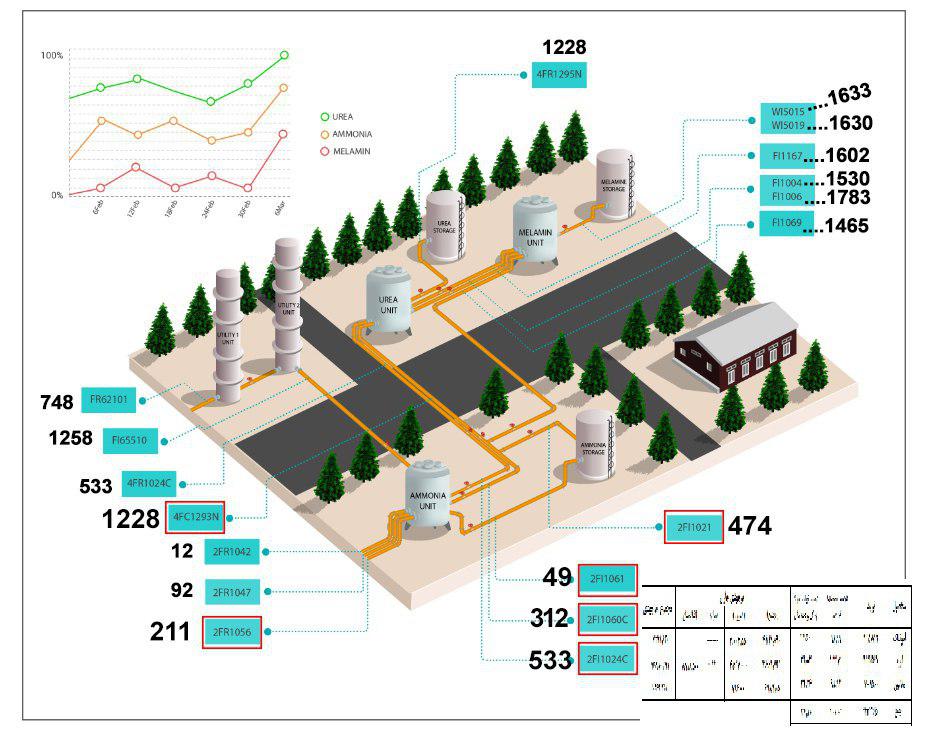 100%
0%
6Feb
12Feb
18Feb
24Feb
30Feb
6Mar
UREA
AMMONIA
MELAMIN
1228
4FR1295N
WI5015 ....1633
WI5019 ....1630
FI1167 ....1602
FI1004 ....1530
FI1006 ....1783
FI1069 ....1465
MELAMINE
STORAGE
UREA
STORAGE
MELAMIN
UNIT
UREA
UNIT
UTILITY 2
UNIT
UTILITY 1
UNIT
748 FR62101
1258 FI65510
533 4FR1024C
1228 4FC1293N
12 2FR1042
92 2FR1047
211 2FR1056
AMMONIA
STORAGE
AMMONIA
UNIT
2FI1021 474
49 2FI1061
312 2FI1060C
533 2FI1024C